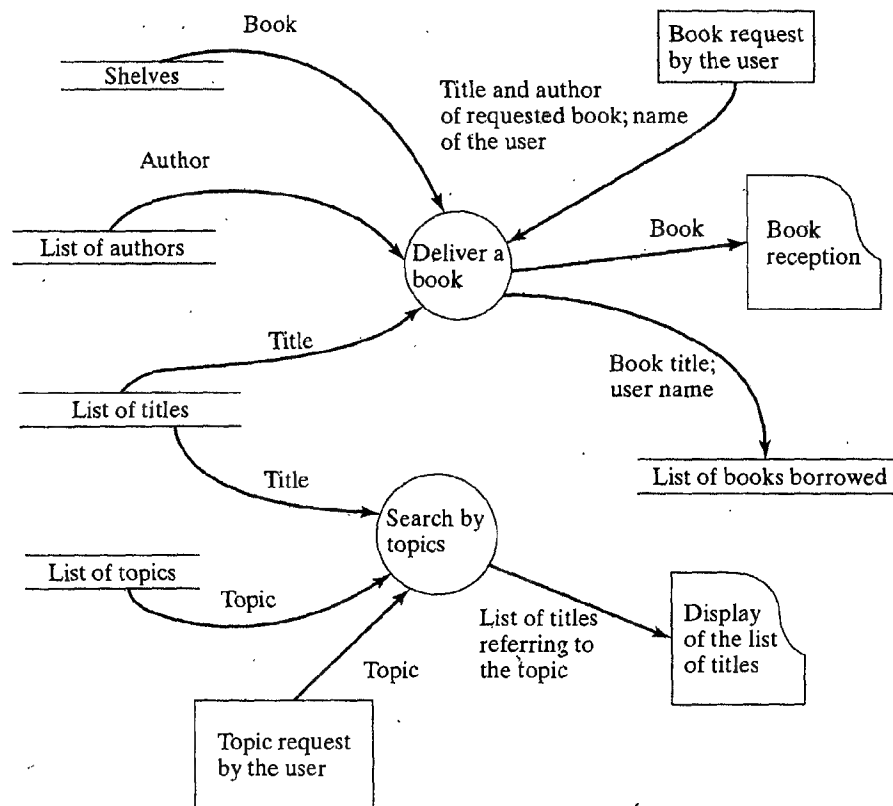 Book
Shelves
Book request
by the user
Title and author
of requested book; name
of the user
Author
List of authors
Deliver a
book
Book
Book
reception
Title
Book title;
user name
List of titles
Title
List of books borrowed
Search by
topics
List of topics
Topic
List of titles
referring to
the topic
Display
of the list
of titles
Topic
Topic request
by the user